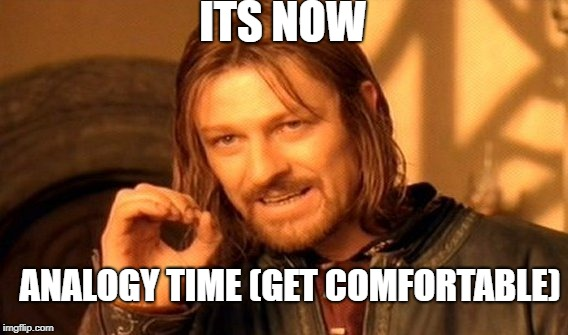 ITS NOW
ANALOGY TIME (GET COMFORTABLE)
imgflip.com